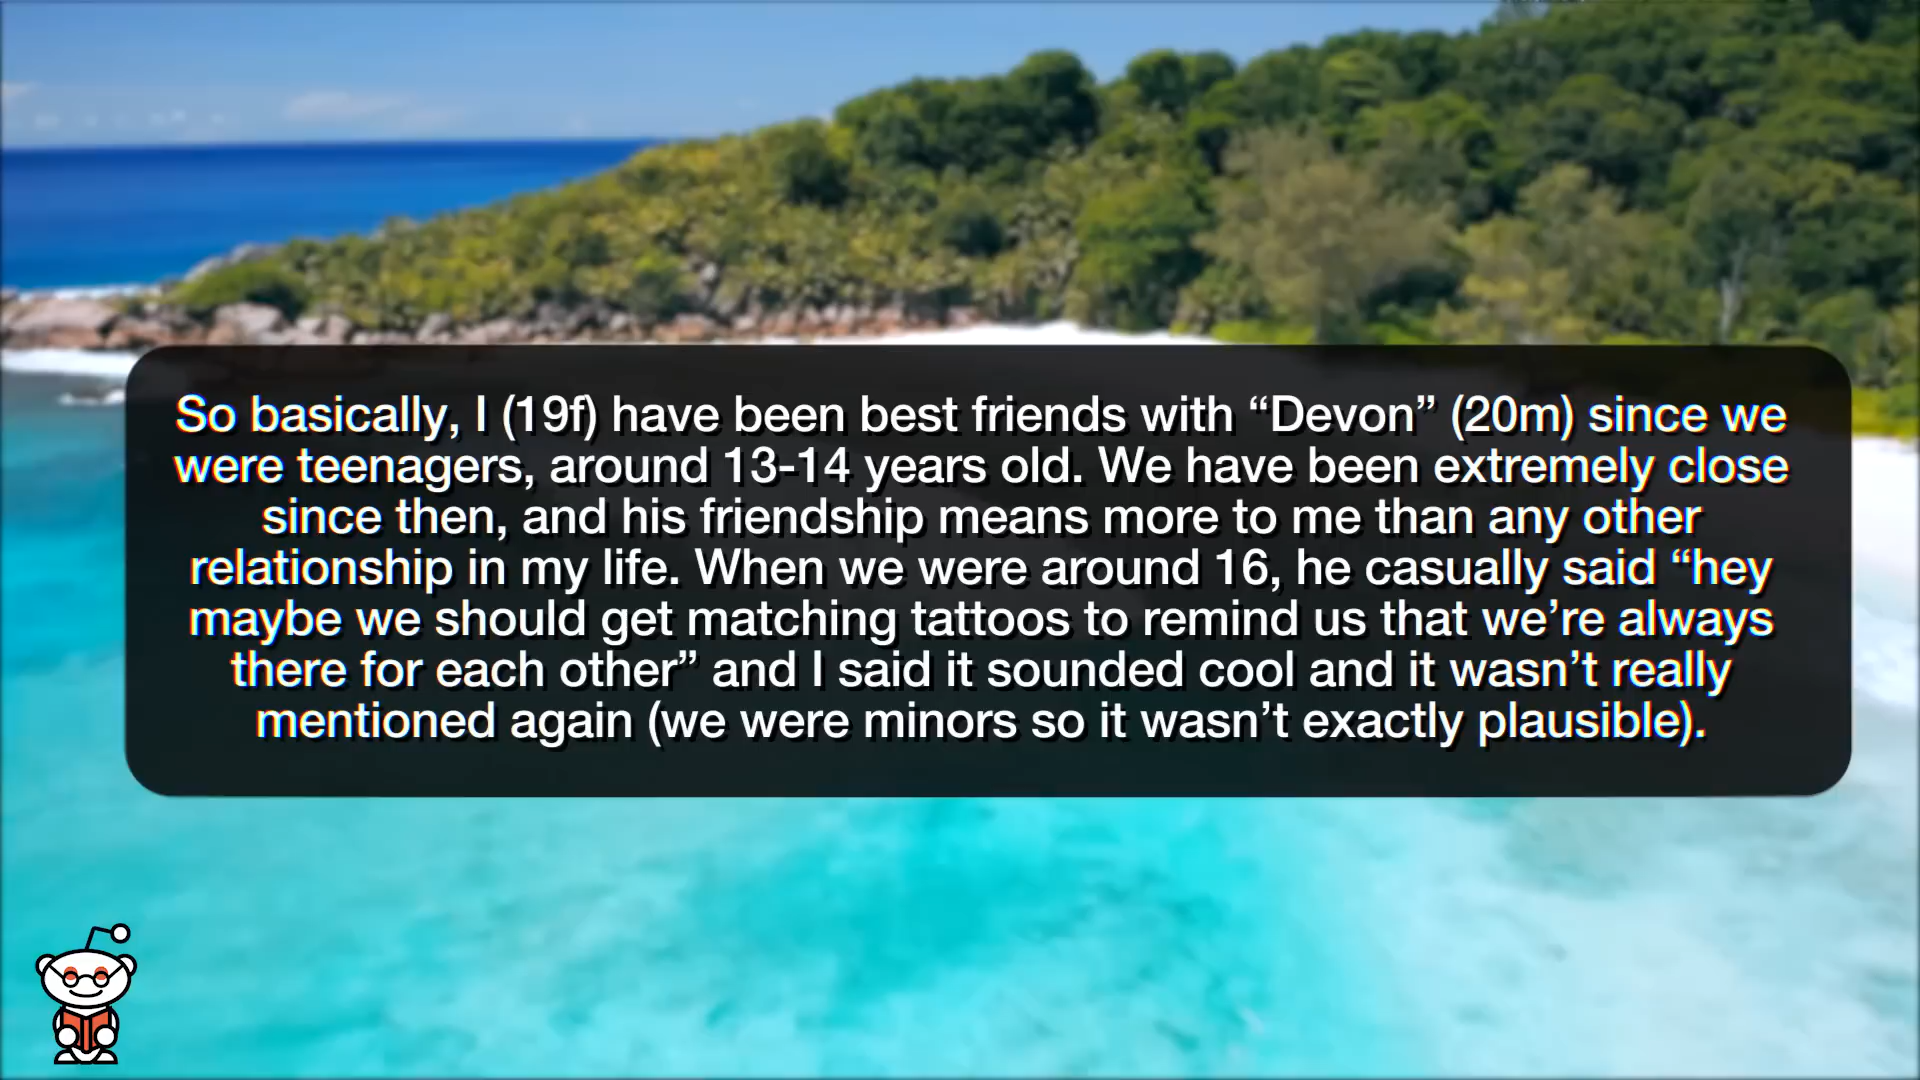 So basically, I (19f) have been best friends with “Devon” (20m) since we
were teenagers, around 13-14 years old. We have been extremely close
since then, and his friendship means more to me than any other
relationship in my life. When we were around 16, he casually said “hey
maybe we should get matching tattoos to remind us that we’re always
there for each other” and I said it sounded cool and it wasn’t really
mentioned again (we were minors so it wasn’t exactly plausible).